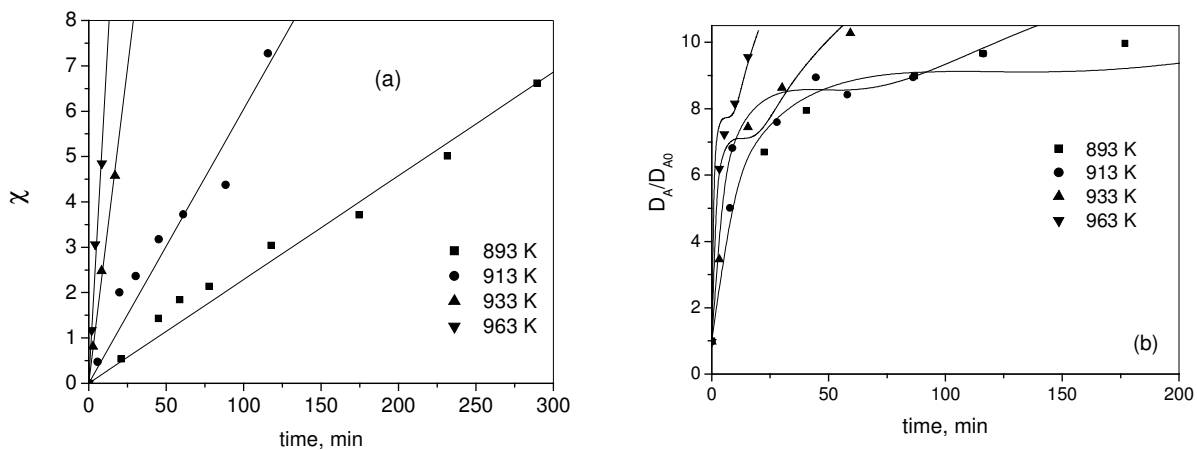 8
7
6
5
4
3
2
1
0
χ
(a)
893 K
913 K
933 K
963 K
0 50 100 150 200 250 300
time, min
10
8
6
4
2
0
D_A/D_A0
893 K
913 K
933 K
963 K
(b)
0 50 100 150 200
time, min